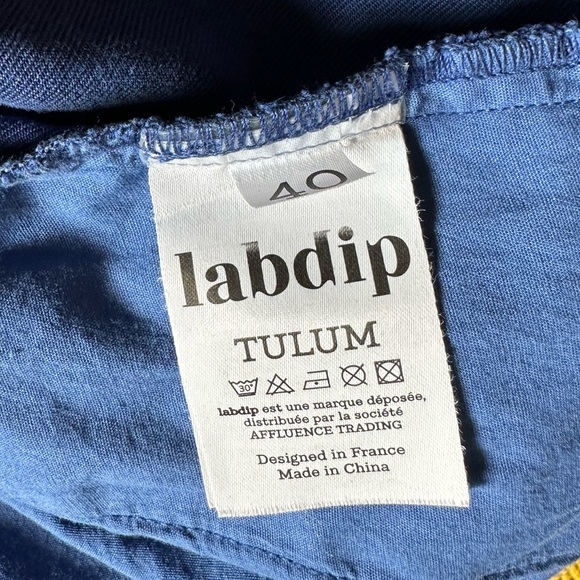 40
labdip
TULUM
30°
labdip est une marque déposée,
distribuée par la société
AFFLUENCE TRADING
Designed in France
Made in China